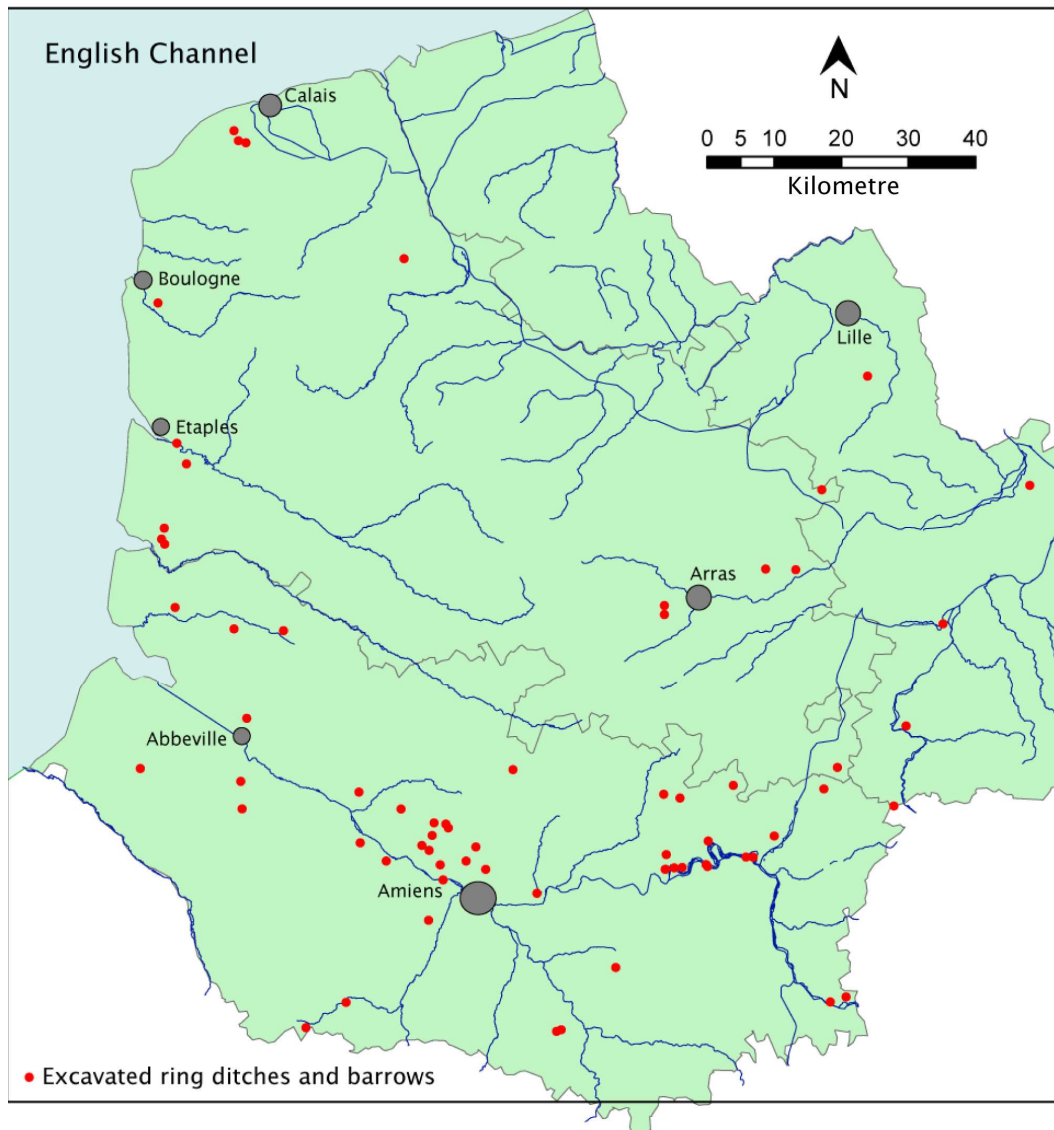 English Channel
Calais
N
0 5 10 20 30 40
Kilometre
Boulogne
Lille
Etaples
Arras
Abbeville
Amiens
Excavated ring ditches and barrows